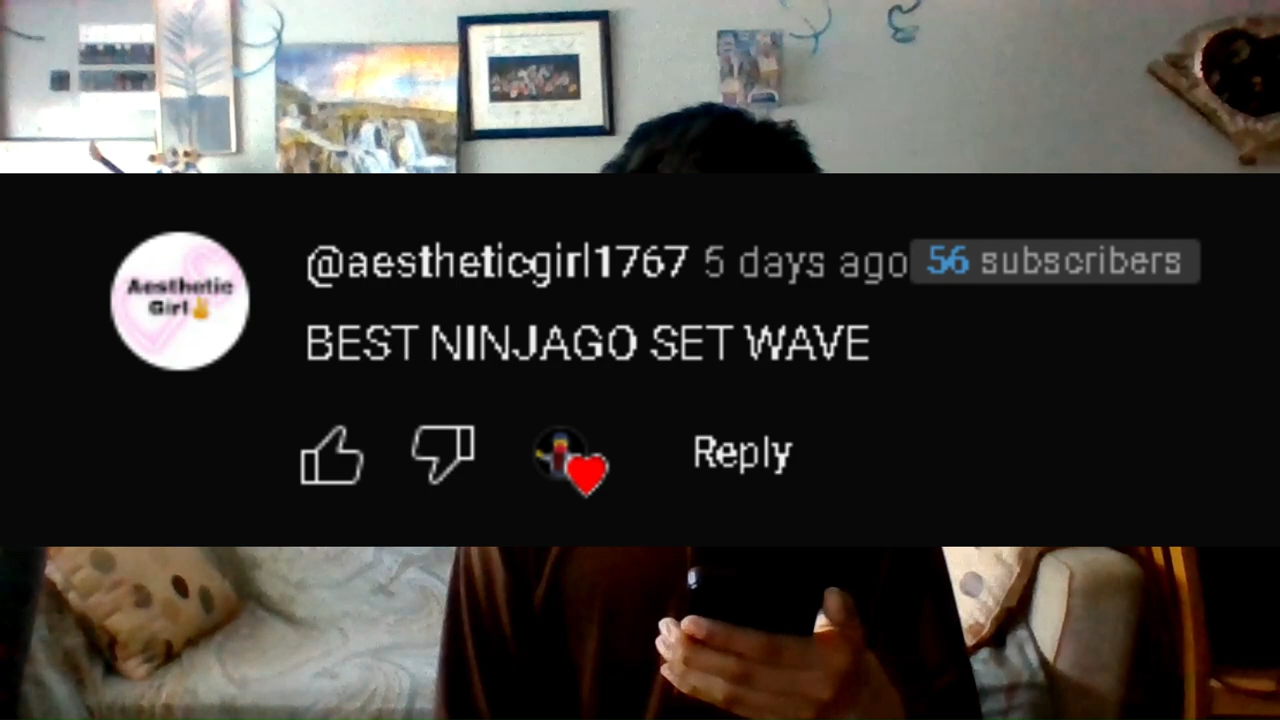 Aesthetic
Girl✌️
@aestheticgirl1767 5 days ago 56 subscribers
BEST NINJAGO SET WAVE
Reply